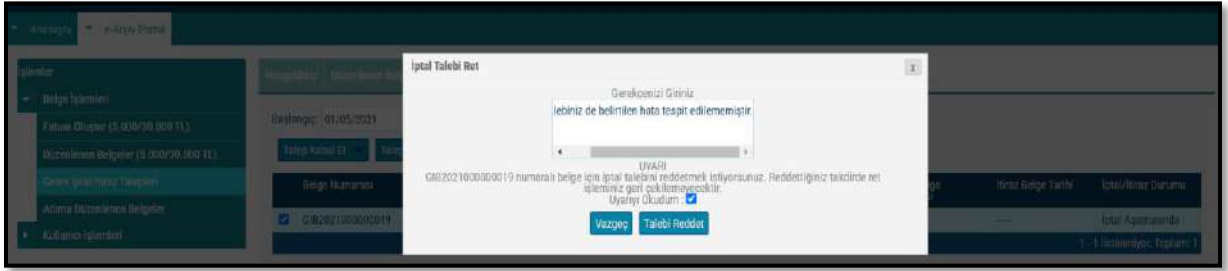 Anasayfa
e-Arşiv Portal
İşlemler
Belge İşlemleri
Fatura Oluştur (5.000/30.000 TL)
Düzenlenen Belgeler (5.000/30.000 TL)
Gelen İptal/İtiraz Talepleri
Adıma Düzenlenen Belgeler
Kullanıcı İşlemleri
Başlangıç: 01/05/2021
Talep Kabul Et
Belge Numarası
GIB2021000000019
İptal Talebi Ret
x
Gerekçenizi Giriniz
lebiniz de belirtilen hata tespit edilememiştir.
UYARI
GIB2021000000019 numaralı belge için iptal talebini reddetmek istiyorsunuz. Reddettiğiniz takdirde ret
işleminiz geri çekilemeyecektir.
Uyarıyı Okudum :
Vazgeç
Talebi Reddet
İtiraz Belge Tarihi
İptal/İtiraz Durumu
-----
İptal Aşamasında
1 - 1 listeleniyor, Toplam: 1